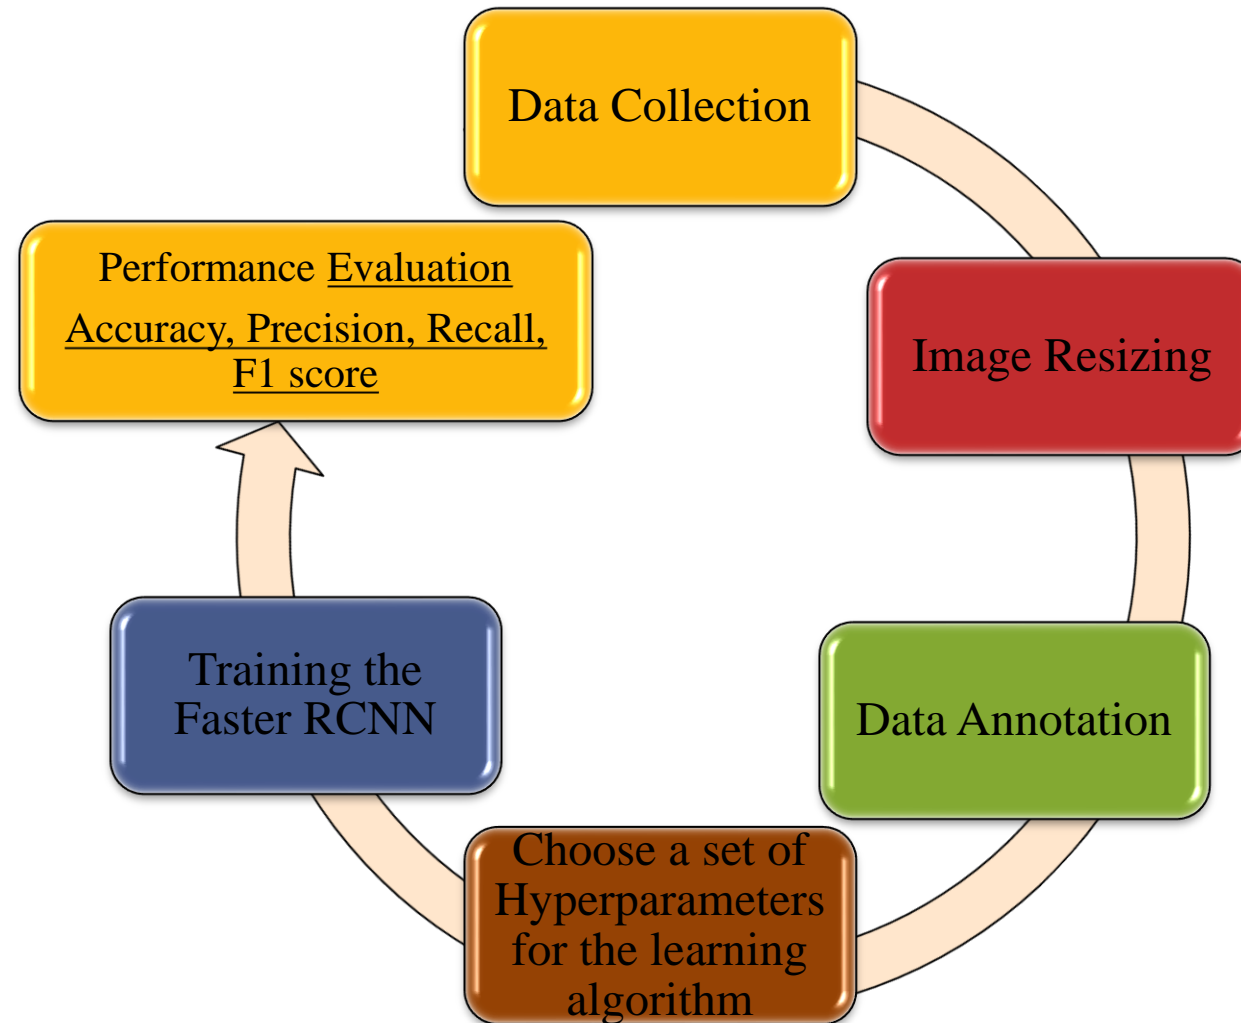 Data Collection
Performance Evaluation
Accuracy, Precision, Recall,
F1 score
Image Resizing
Training the
Faster RCNN
Data Annotation
Choose a set of
Hyperparameters
for the learning
algorithm